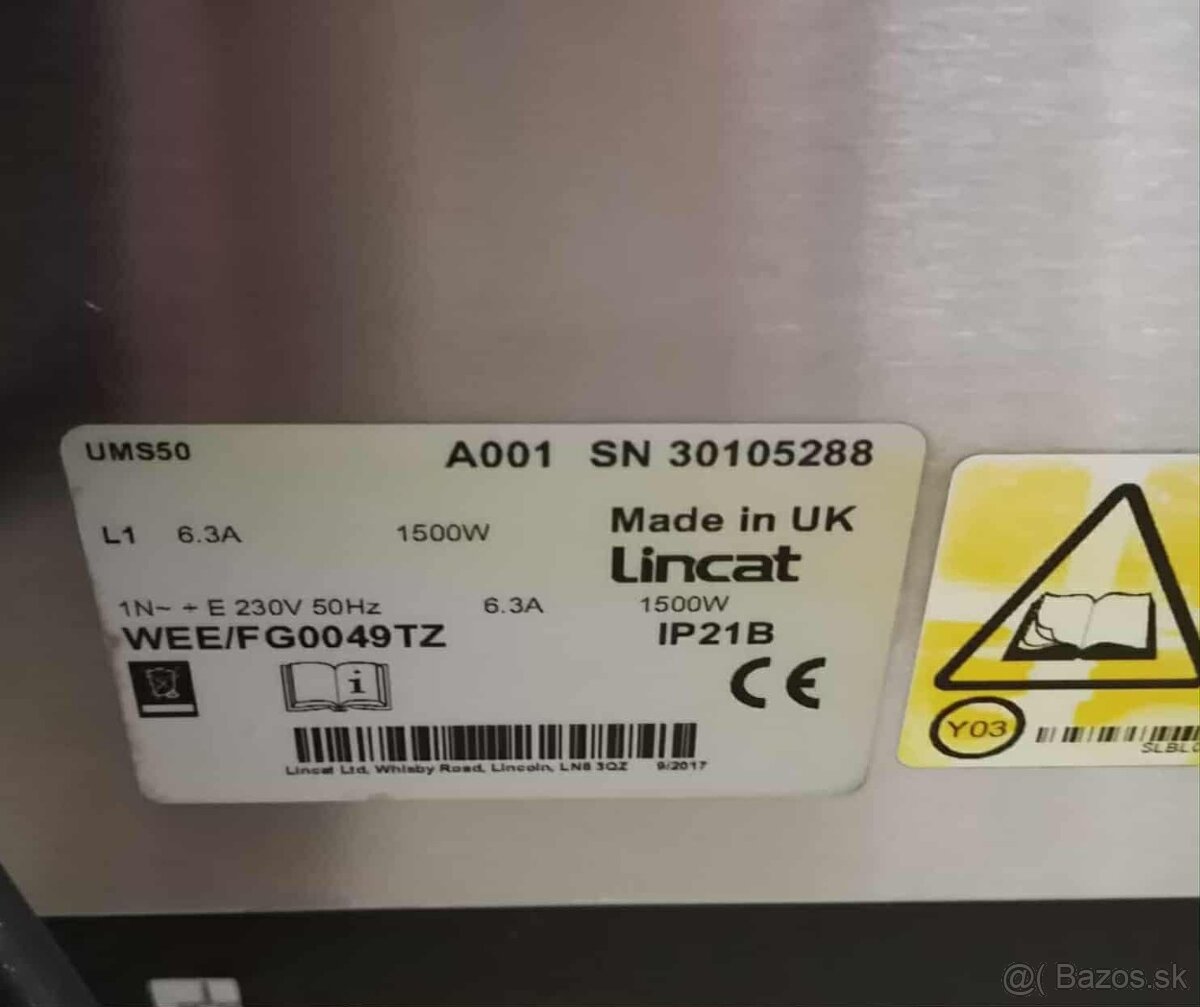 UMS50 A001 SN 30105288
L1 6.3A 1500W Made in UK
Lincat
1N~ + E 230V 50Hz 6.3A 1500W
WEE/FG0049TZ IP21B
i
CE
Lincat Ltd, Whisby Road, Lincoln, LN6 3QZ 9/2017
Y03
SLBL0
@( Bazos.sk